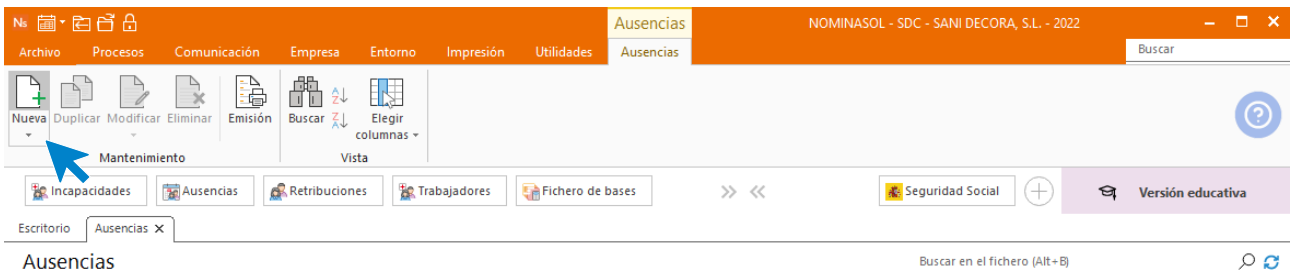 Ns Ausencias NOMINASOL - SDC - SANI DECORA, S.L. - 2022
Archivo Procesos Comunicación Empresa Entorno Impresión Utilidades Ausencias Buscar
Nueva Duplicar Modificar Eliminar Emisión Buscar A Z Z A Elegir
columnas
Mantenimiento Vista
Incapacidades Ausencias Retribuciones Trabajadores Fichero de bases Seguridad Social Versión educativa
Escritorio Ausencias
Ausencias Buscar en el fichero (Alt+B)